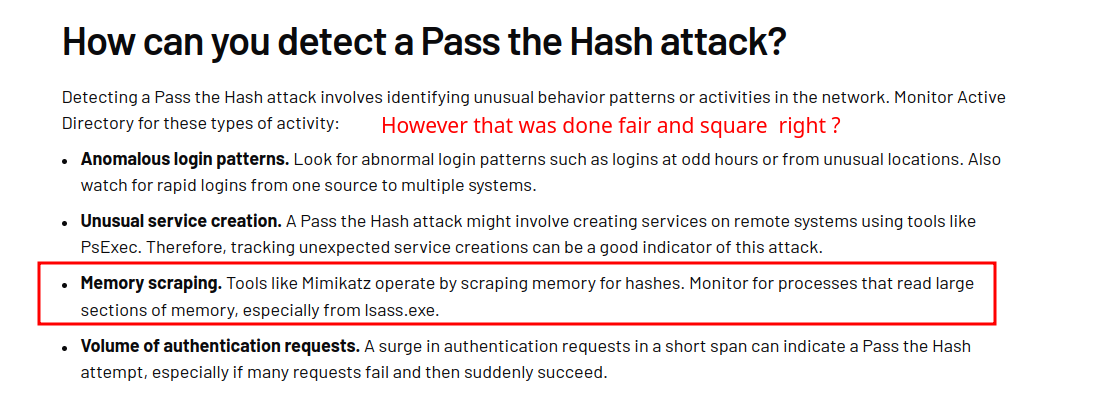 How can you detect a Pass the Hash attack?
Detecting a Pass the Hash attack involves identifying unusual behavior patterns or activities in the network. Monitor Active
Directory for these types of activity:
However that was done fair and square right ?
• Anomalous login patterns. Look for abnormal login patterns such as logins at odd hours or from unusual locations. Also
watch for rapid logins from one source to multiple systems.
• Unusual service creation. A Pass the Hash attack might involve creating services on remote systems using tools like
PsExec. Therefore, tracking unexpected service creations can be a good indicator of this attack.
• Memory scraping. Tools like Mimikatz operate by scraping memory for hashes. Monitor for processes that read large
sections of memory, especially from lsass.exe.
• Volume of authentication requests. A surge in authentication requests in a short span can indicate a Pass the Hash
attempt, especially if many requests fail and then suddenly succeed.